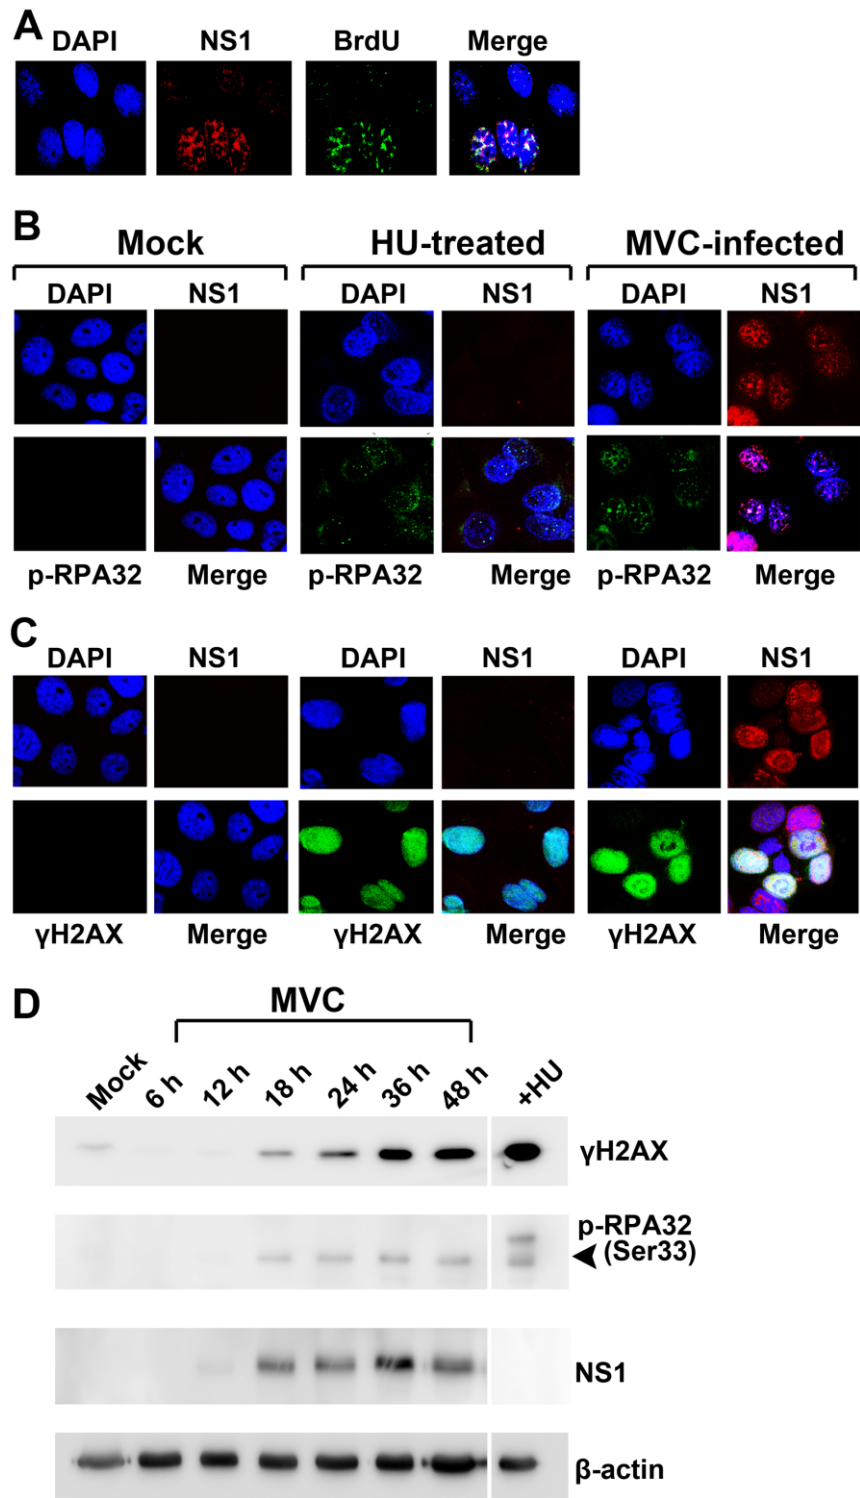 A
DAPI NS1 BrdU Merge
B
Mock HU-treated MVC-infected
DAPI NS1 DAPI NS1 DAPI NS1
p-RPA32 Merge p-RPA32 Merge p-RPA32 Merge
C
DAPI NS1 DAPI NS1 DAPI NS1
γH2AX Merge γH2AX Merge γH2AX Merge
D
MVC
Mock 6 h 12 h 18 h 24 h 36 h 48 h +HU
γH2AX
p-RPA32
(Ser33)
NS1
β-actin